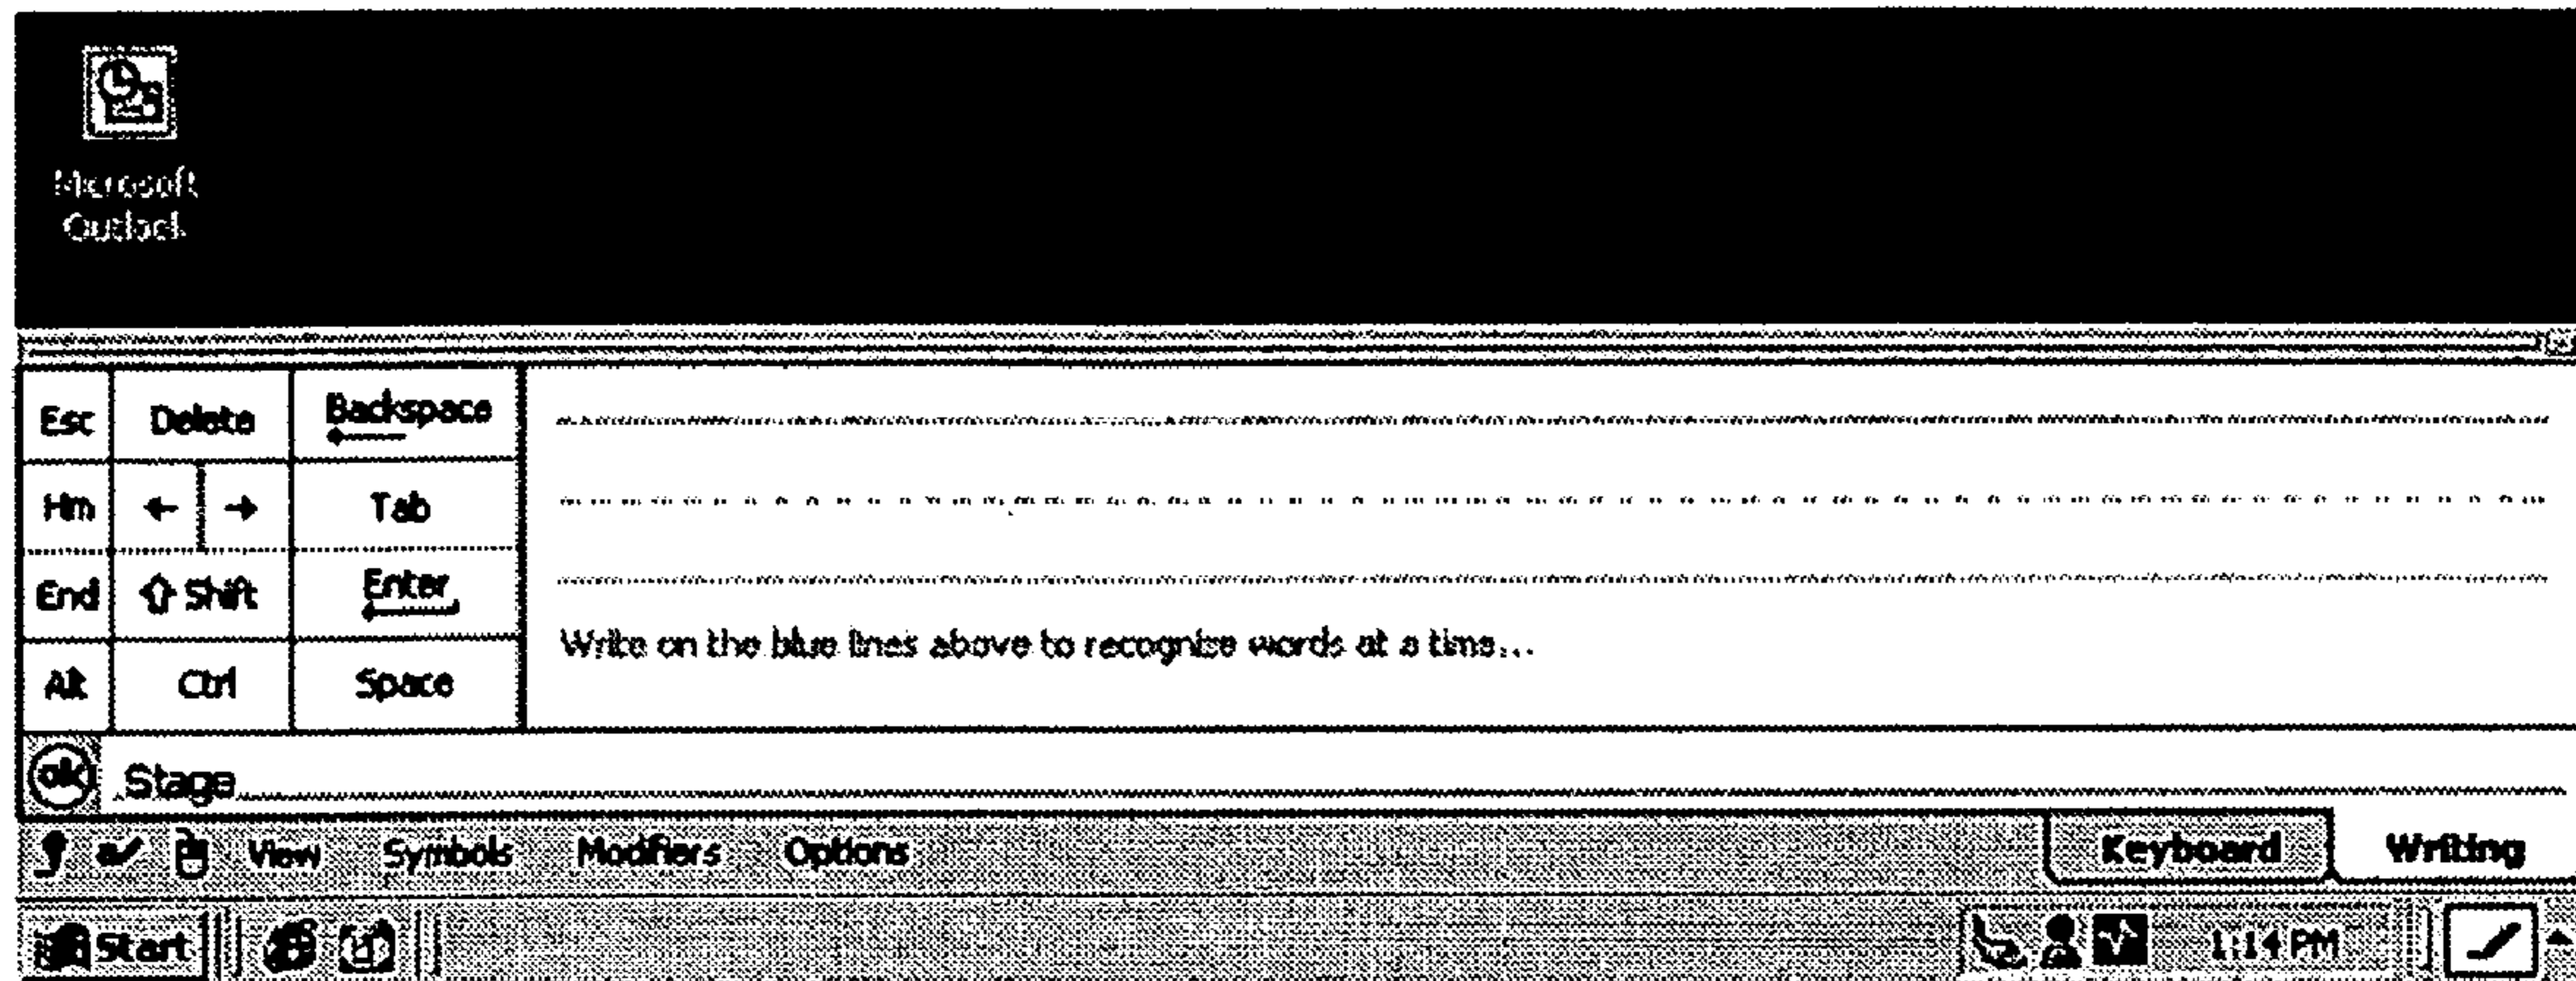 Microsoft
Outlook
Esc Delete Backspace
Hm ← → Tab
End ⇧ Shift Enter
Alt Ctrl Space
Write on the blue lines above to recognize words at a time...
ok Stage
View Symbols Modifiers Options Keyboard Writing
Start 1:14 PM